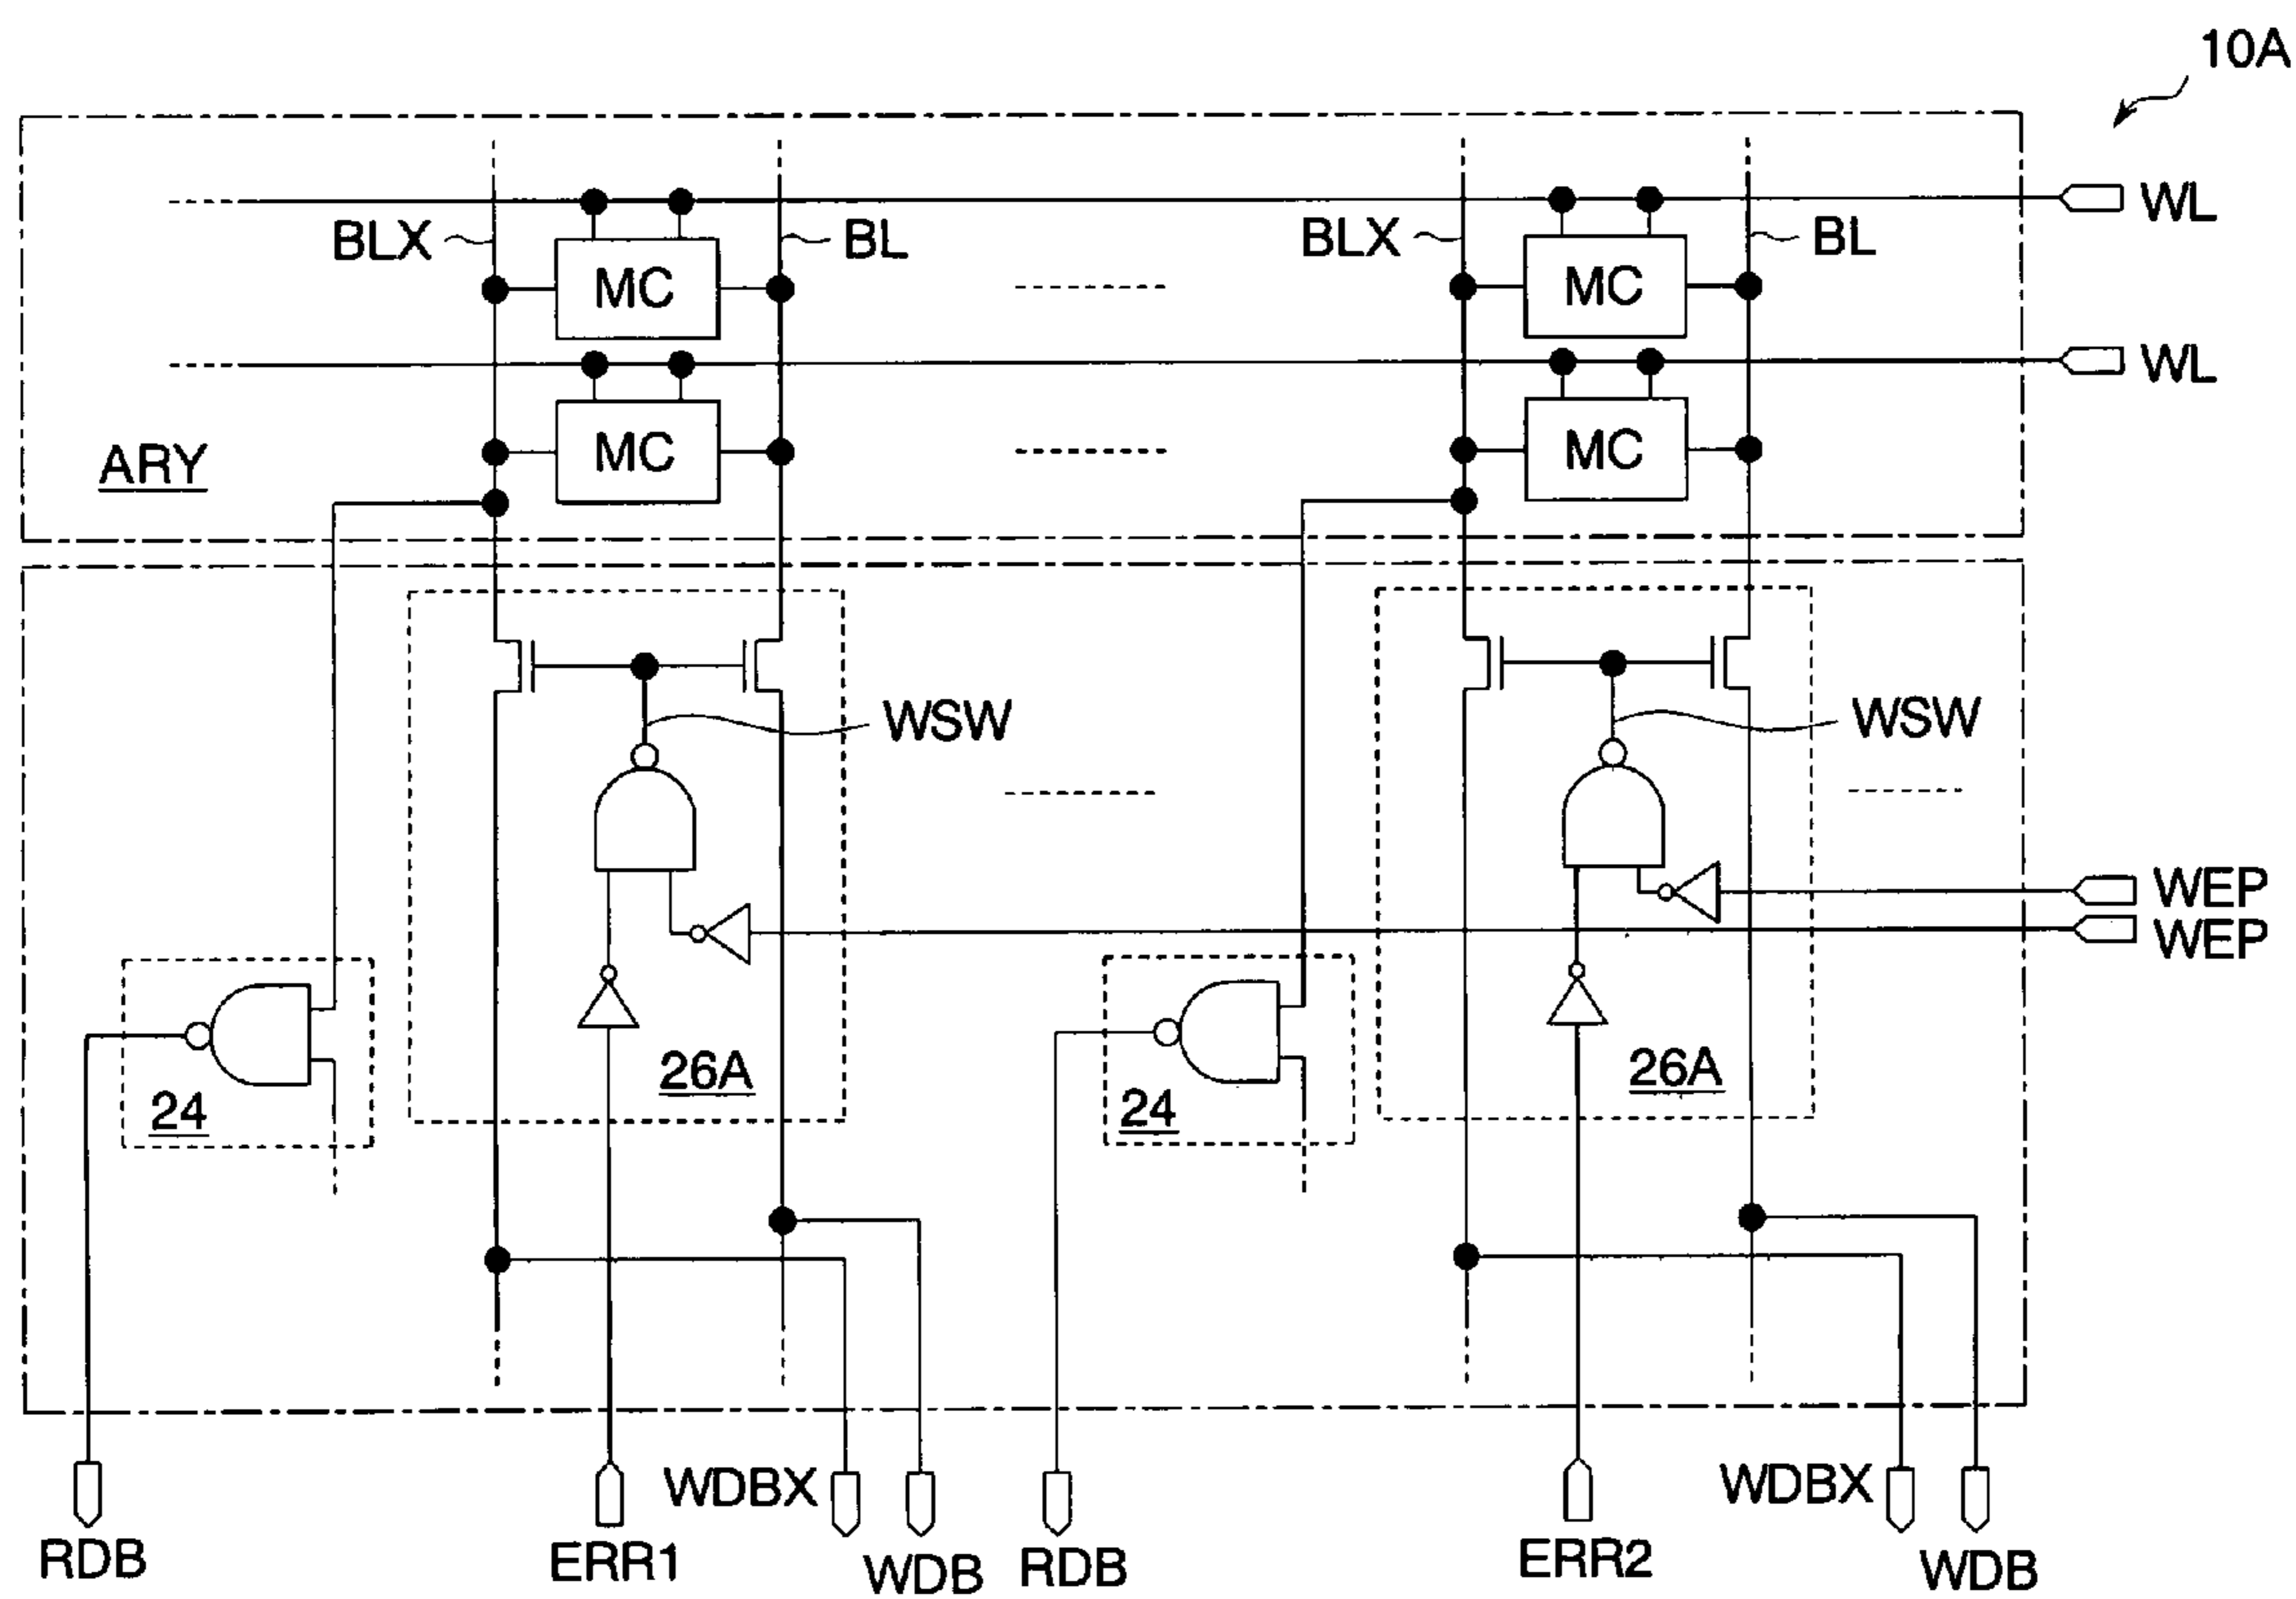 10A
WL
BLX
BL
BLX
BL
MC
MC
WL
MC
MC
ARY
WSW
WSW
WEP
WEP
26A
26A
24
24
WDBX
WDBX
RDB
ERR1
WDB
RDB
ERR2
WDB